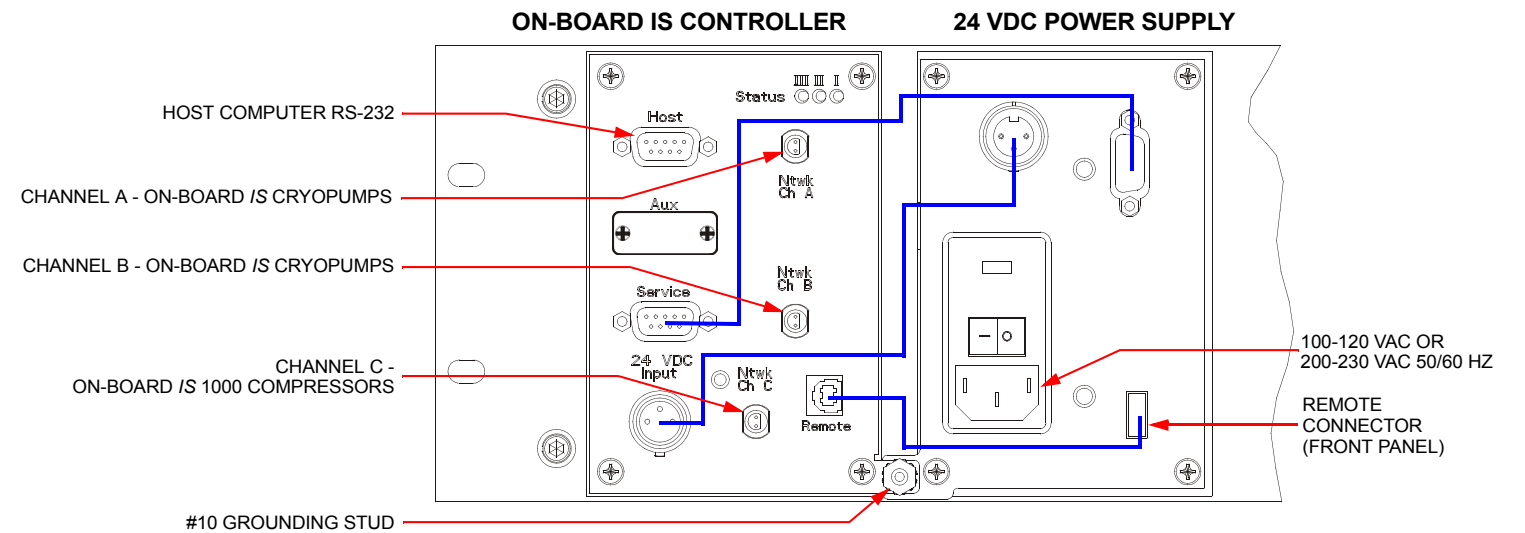 ON-BOARD IS CONTROLLER
24 VDC POWER SUPPLY
HOST COMPUTER RS-232
CHANNEL A - ON-BOARD IS CRYOPUMPS
CHANNEL B - ON-BOARD IS CRYOPUMPS
CHANNEL C -
ON-BOARD IS 1000 COMPRESSORS
#10 GROUNDING STUD
Status
IIII III I
Host
Ntwk
Ch A
Aux
Ntwk
Ch B
Service
24 VDC
Input
Ntwk
Ch C
Remote
100-120 VAC OR
200-230 VAC 50/60 HZ
REMOTE
CONNECTOR
(FRONT PANEL)